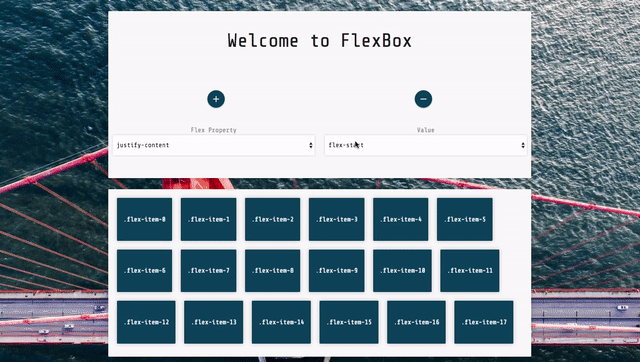 Welcome to FlexBox
+
−
Flex Property
Value
justify-content
flex-start
.flex-item-0
.flex-item-1
.flex-item-2
.flex-item-3
.flex-item-4
.flex-item-5
.flex-item-6
.flex-item-7
.flex-item-8
.flex-item-9
.flex-item-10
.flex-item-11
.flex-item-12
.flex-item-13
.flex-item-14
.flex-item-15
.flex-item-16
.flex-item-17